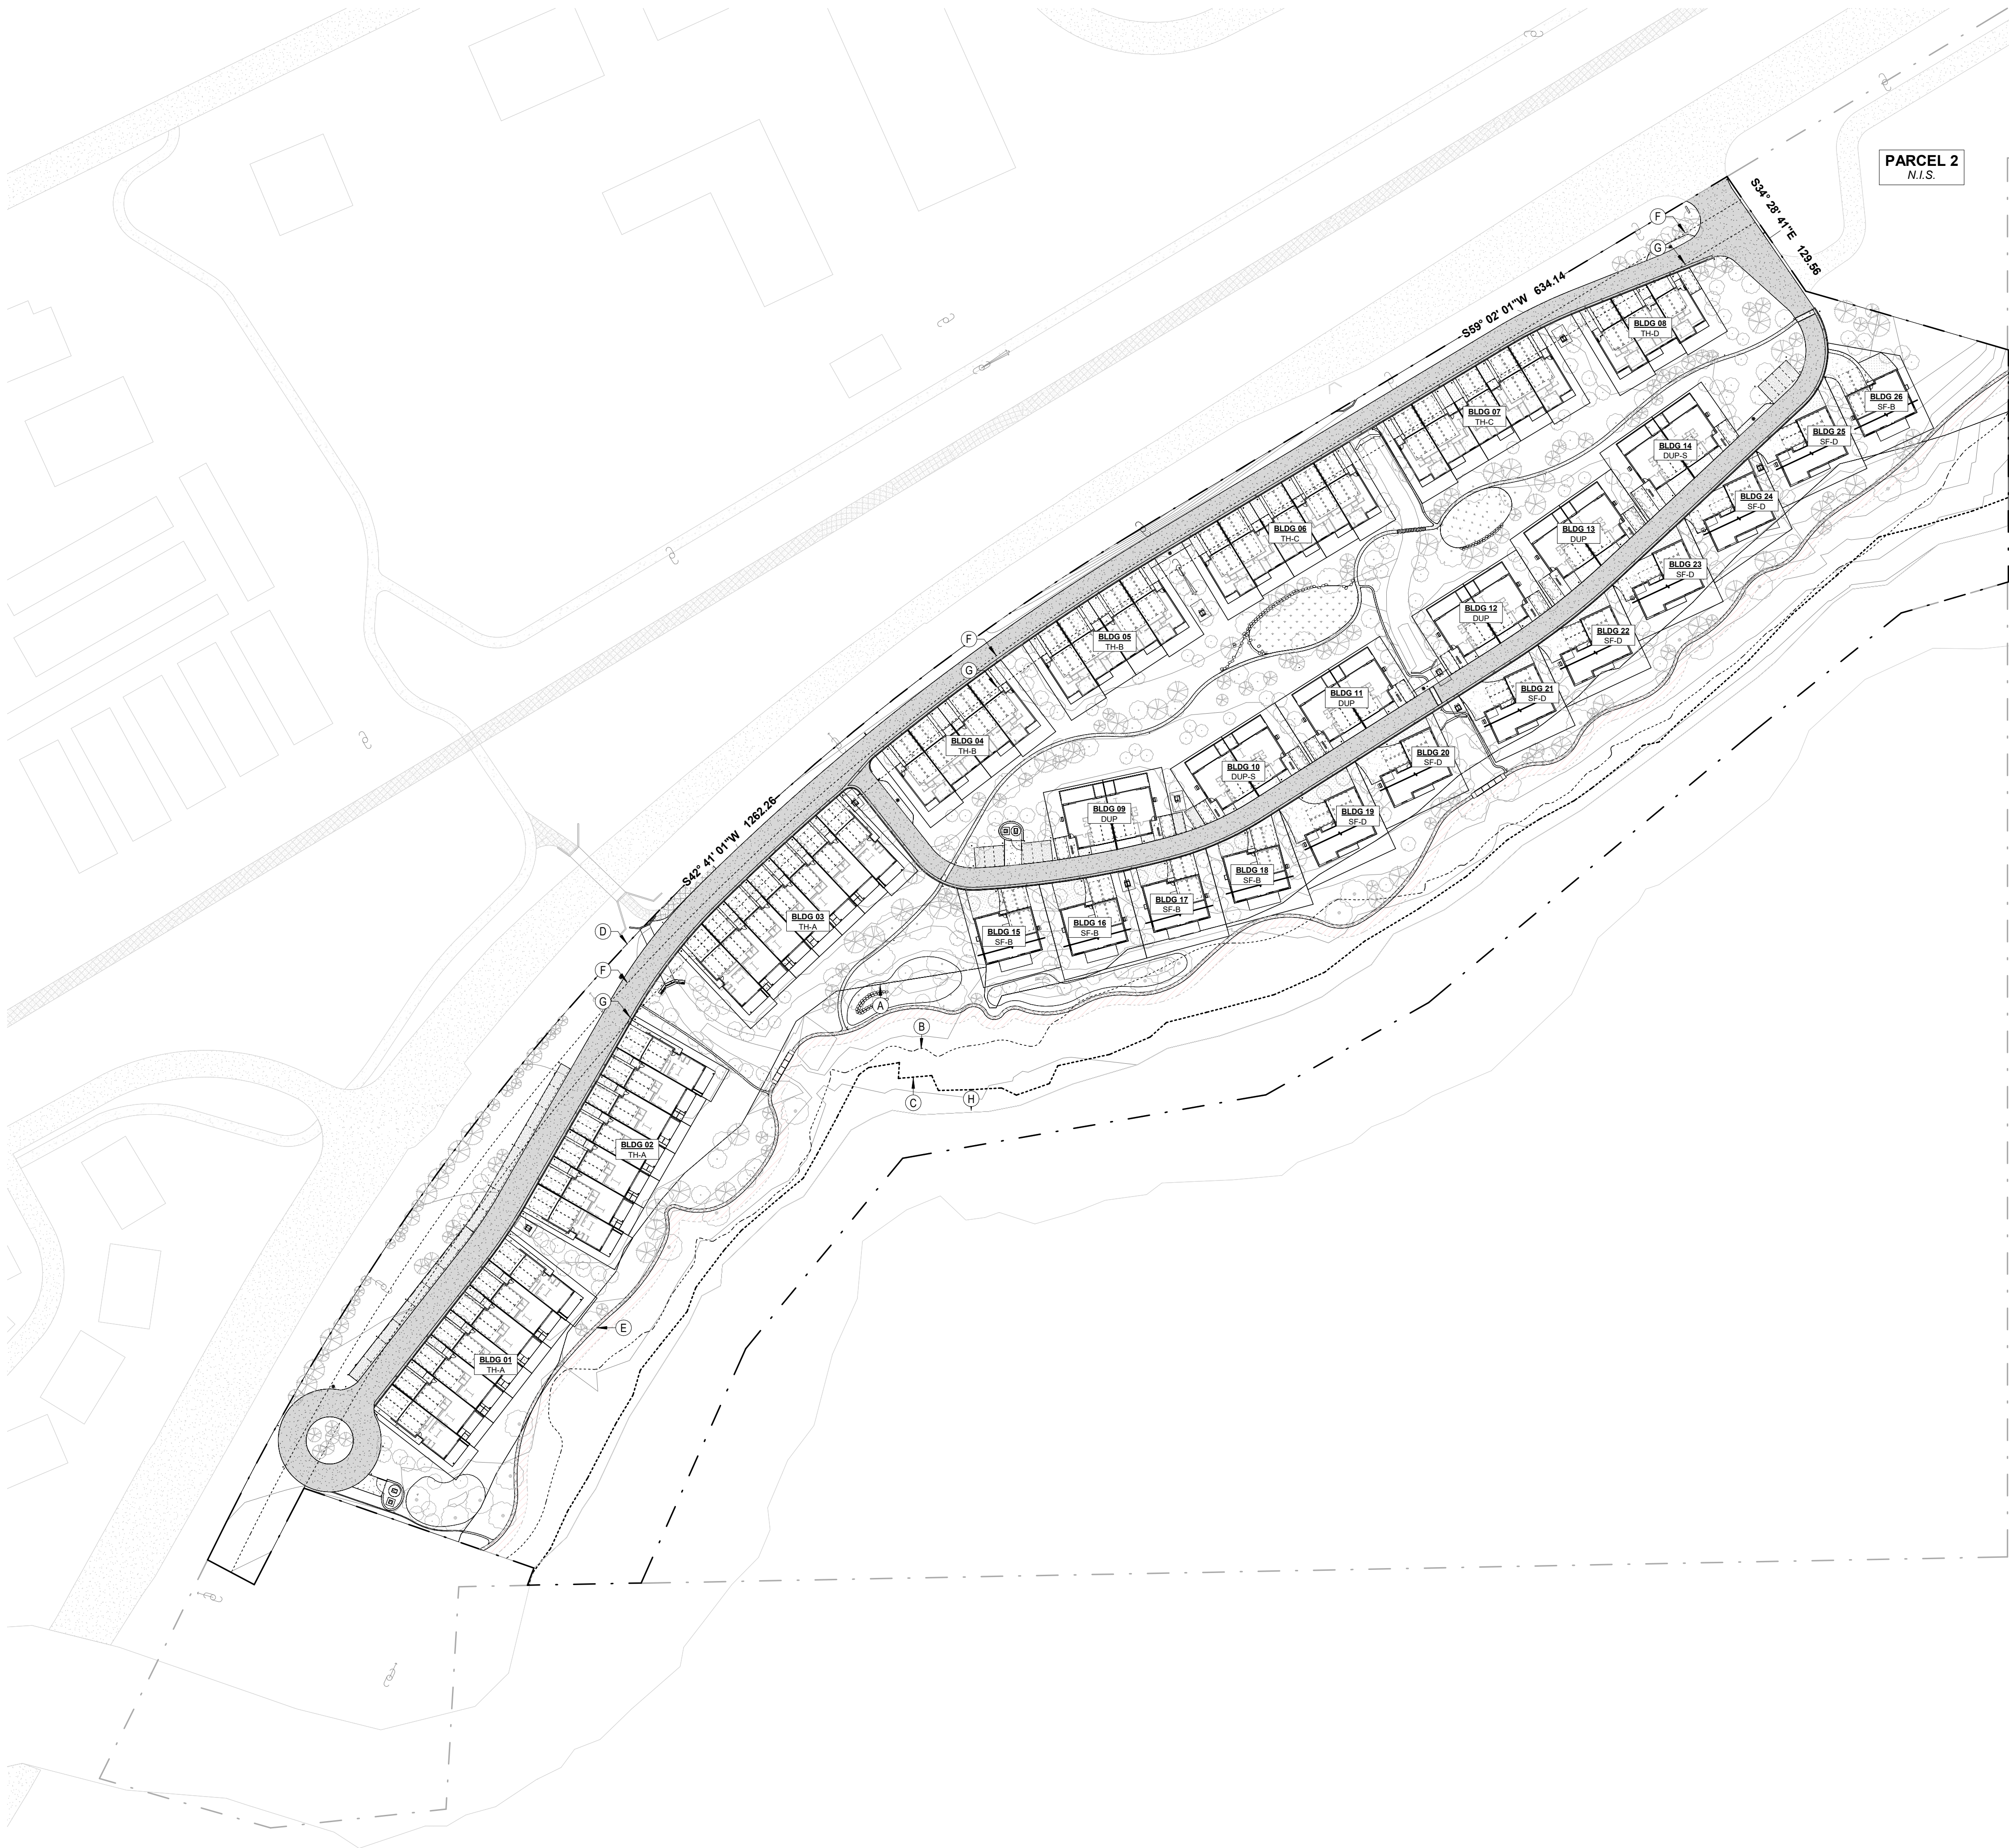 PARCEL 2
N.I.S.
S34° 28' 41"E 129.56
F
G
S59° 02' 01"W 634.14
BLDG 08
TH-D
BLDG 26
SF-B
BLDG 07
TH-C
BLDG 25
SF-D
BLDG 14
DUP-S
BLDG 24
SF-D
BLDG 06
TH-C
BLDG 13
DUP
BLDG 23
SF-D
BLDG 12
DUP
BLDG 22
SF-D
F
G
BLDG 05
TH-B
BLDG 11
DUP
BLDG 21
SF-D
BLDG 04
TH-B
BLDG 20
SF-D
BLDG 10
DUP-S
S42° 41' 01"W 1262.26
BLDG 09
DUP
BLDG 19
SF-D
BLDG 18
SF-B
BLDG 17
SF-B
BLDG 03
TH-A
BLDG 16
SF-B
BLDG 15
SF-B
D
F
G
A
B
C
H
BLDG 02
TH-A
E
BLDG 01
TH-A